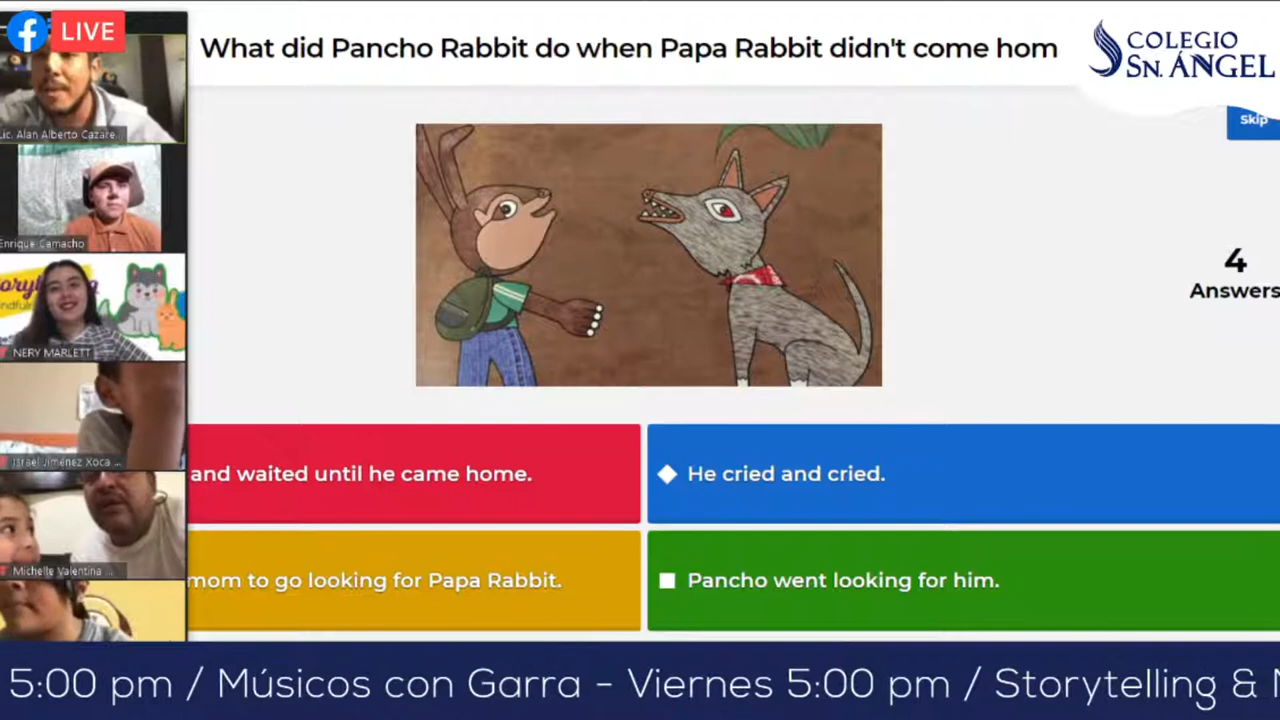 LIVE
What did Pancho Rabbit do when Papa Rabbit didn't come hom
COLEGIO
SN. ÁNGEL
Skip
Lic. Alan Alberto Cazare...
Enrique Camacho
NERY MARLETT
Israel Jiménez Xoca ...
Michelle Valentina ...
4
Answers
and waited until he came home.
He cried and cried.
mom to go looking for Papa Rabbit.
Pancho went looking for him.
5:00 pm / Músicos con Garra - Viernes 5:00 pm / Storytelling &